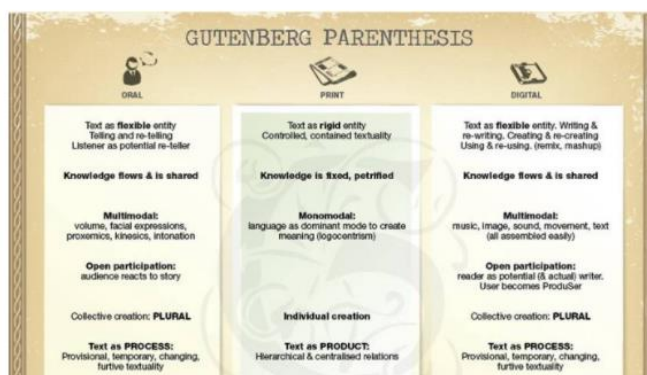 GUTENBERG PARENTHESIS
ORAL
Text as flexible entity
Telling and re-telling
Listener as potential re-teller
Knowledge flows & is shared
Multimodal:
volume, facial expressions,
proxemics, kinesics, intonation
Open participation:
audience reacts to story
Collective creation: PLURAL
Text as PROCESS:
Provisional, temporary, changing,
furtive textuality
PRINT
Text as rigid entity
Controlled, contained textuality
Knowledge is fixed, petrified
Monomodal:
language as dominant mode to create
meaning (logocentrism)
Individual creation
Text as PRODUCT:
Hierarchical & centralised relations
DIGITAL
Text as flexible entity. Writing &
re-writing. Creating & re-creating
Using & re-using. (remix, mashup)
Knowledge flows & is shared
Multimodal:
music, image, sound, movement, text
(all assembled easily)
Open participation:
reader as potential (& actual) writer.
User becomes ProduSer
Collective creation: PLURAL
Text as PROCESS:
Provisional, temporary, changing,
furtive textuality